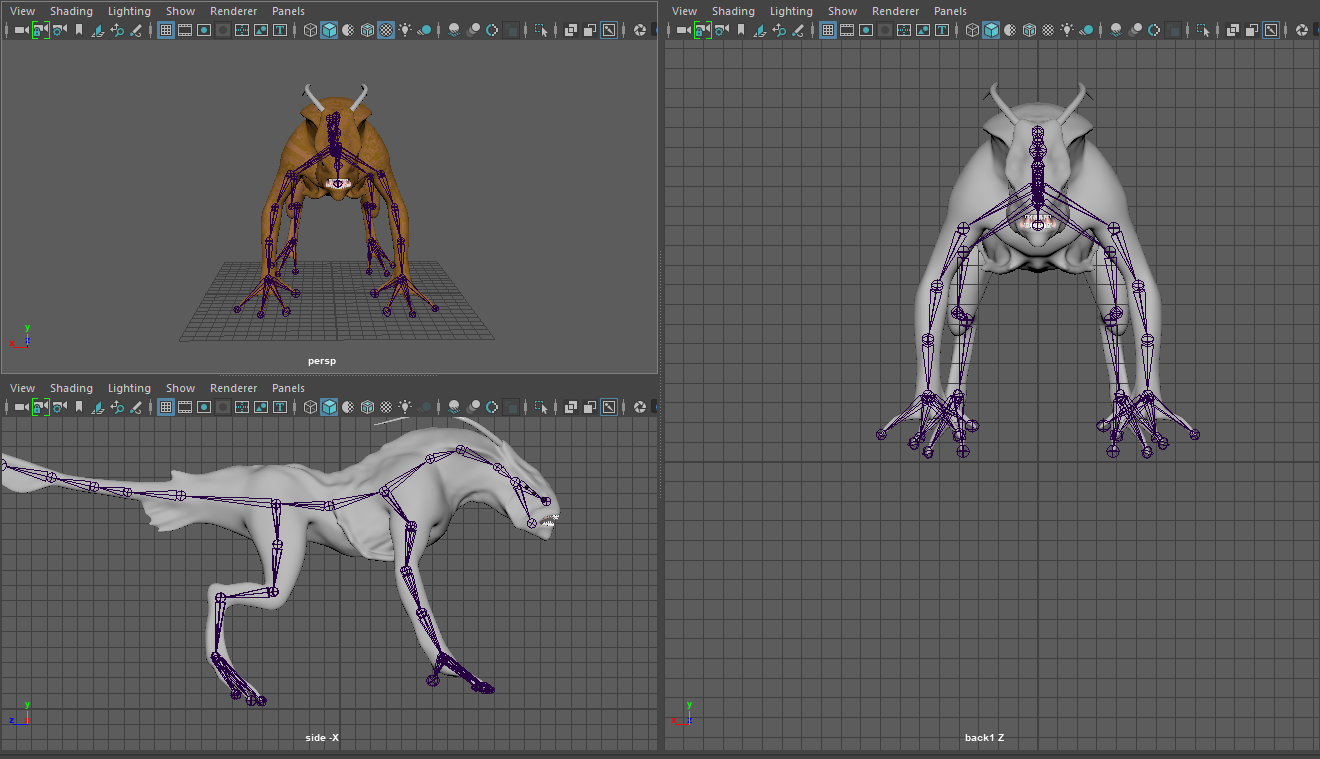 View Shading Lighting Show Renderer Panels
y
x
z
persp
View Shading Lighting Show Renderer Panels
y
z
side -X
View Shading Lighting Show Renderer Panels
y
x
z
back1 Z